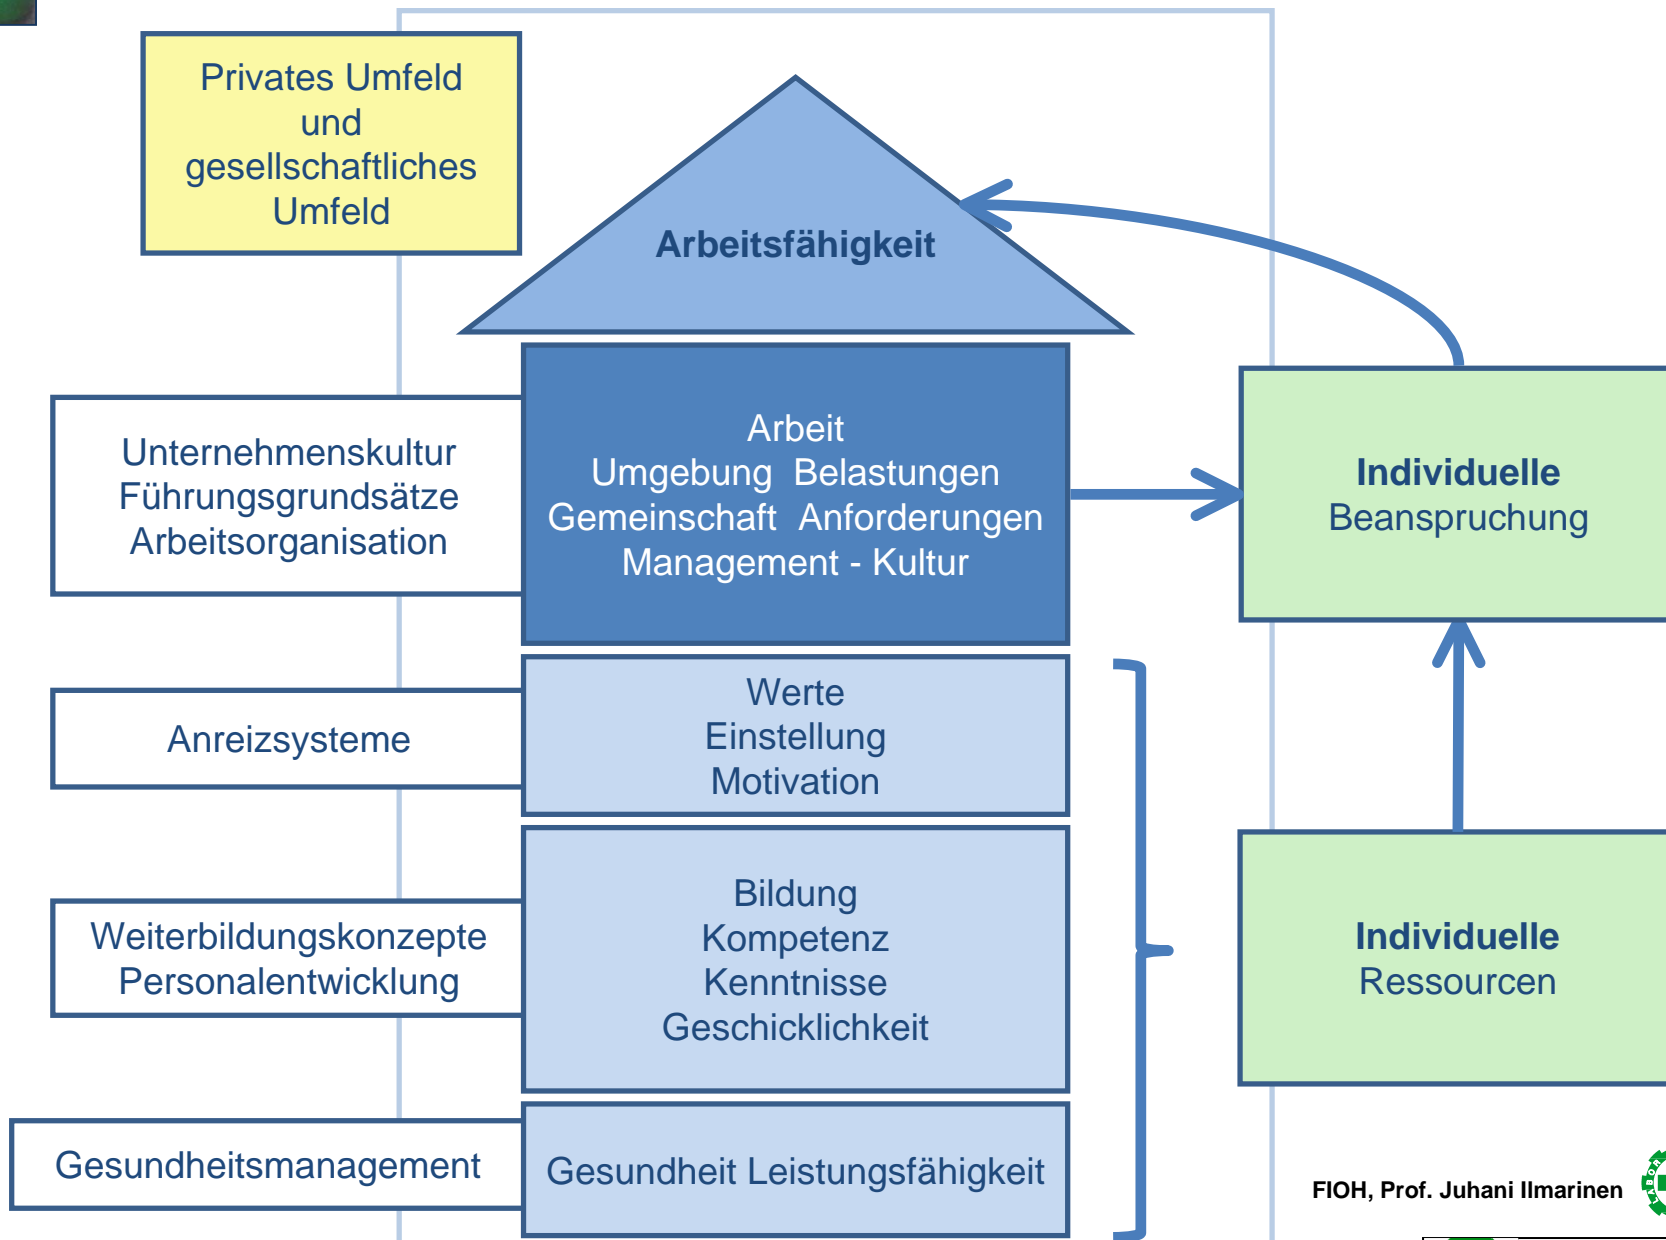 Privates Umfeld
und
gesellschaftliches
Umfeld
Arbeitsfähigkeit
Unternehmenskultur
Führungsgrundsätze
Arbeitsorganisation
Arbeit
Umgebung Belastungen
Gemeinschaft Anforderungen
Management - Kultur
Individuelle
Beanspruchung
Anreizsysteme
Werte
Einstellung
Motivation
Weiterbildungskonzepte
Personalentwicklung
Bildung
Kompetenz
Kenntnisse
Geschicklichkeit
Individuelle
Ressourcen
Gesundheitsmanagement
Gesundheit Leistungsfähigkeit
FIOH, Prof. Juhani Ilmarinen